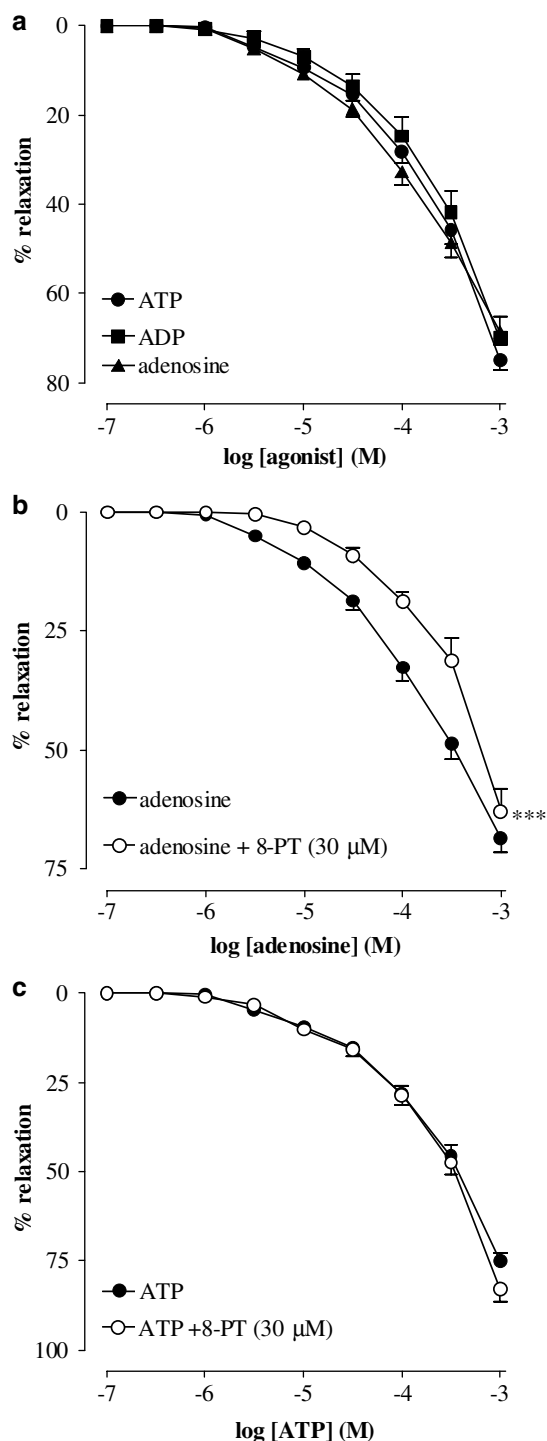 a
0
20
40
60
80
% relaxation
ATP
ADP
adenosine
-7 -6 -5 -4 -3
log [agonist] (M)
b
0
25
50
75
% relaxation
adenosine
adenosine + 8-PT (30 μM)
***
-7 -6 -5 -4 -3
log [adenosine] (M)
c
0
25
50
75
100
% relaxation
ATP
ATP +8-PT (30 μM)
-7 -6 -5 -4 -3
log [ATP] (M)